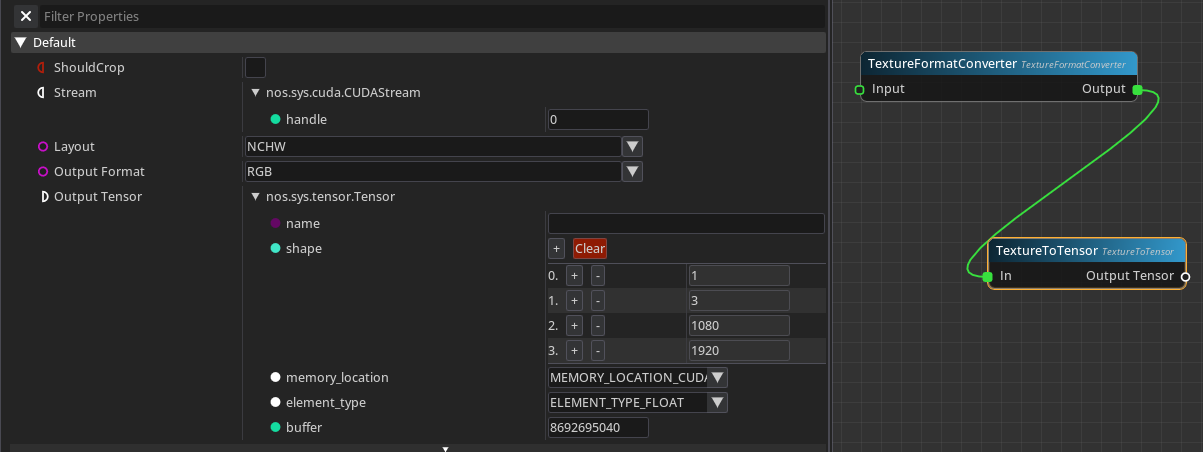 Filter Properties
Default
ShouldCrop
Stream
nos.sys.cuda.CUDAStream
handle
0
Layout
NCHW
Output Format
RGB
Output Tensor
nos.sys.tensor.Tensor
name
shape
+ Clear
0. + - 1
1. + - 3
2. + - 1080
3. + - 1920
memory_location
MEMORY_LOCATION_CUDA
element_type
ELEMENT_TYPE_FLOAT
buffer
8692695040
TextureFormatConverter TextureFormatConverter
Input Output
TextureToTensor TextureToTensor
In Output Tensor